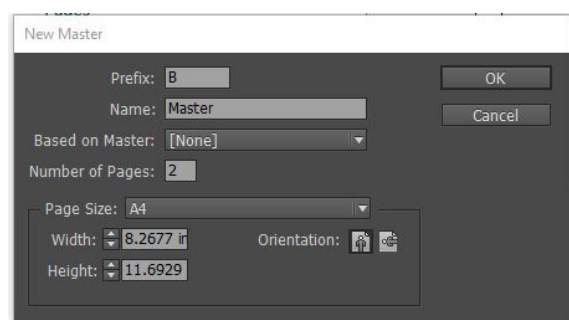 New Master
Prefix: B
OK
Name: Master
Cancel
Based on Master: [None]
Number of Pages: 2
Page Size: A4
Width: 8.2677 in
Orientation:
Height: 11.6929